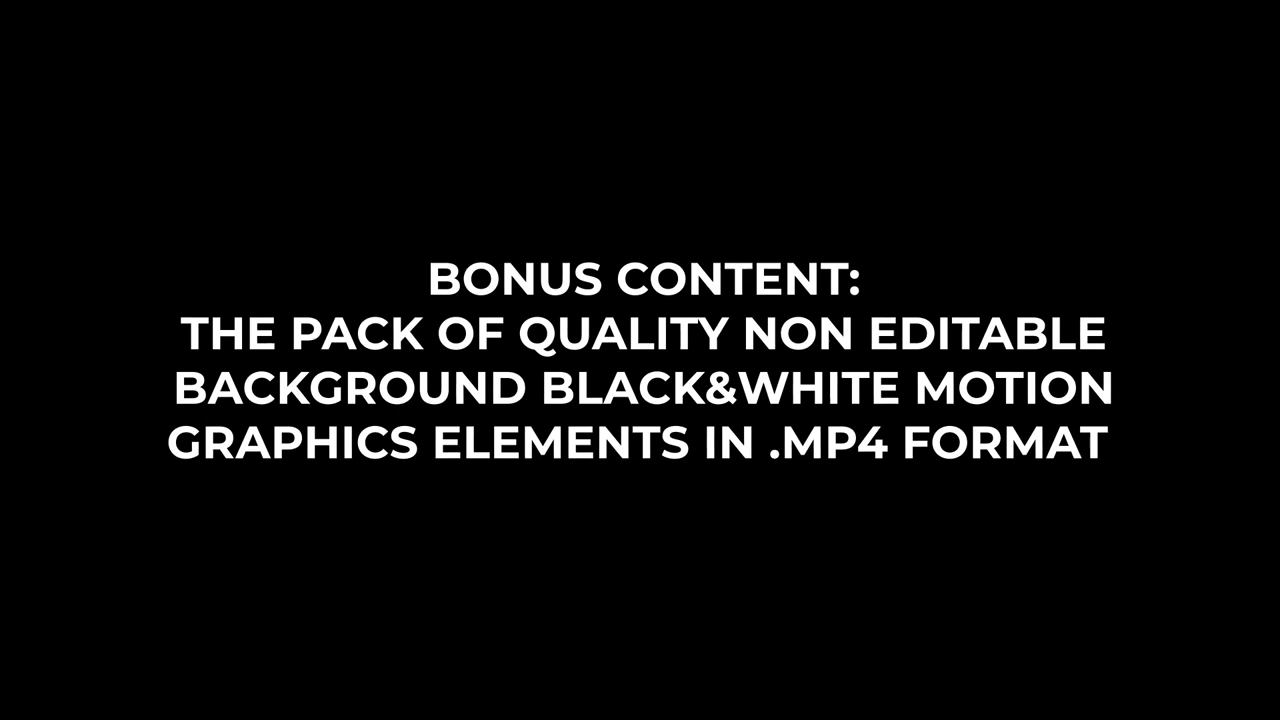 BONUS CONTENT:
THE PACK OF QUALITY NON EDITABLE
BACKGROUND BLACK&WHITE MOTION
GRAPHICS ELEMENTS IN .MP4 FORMAT